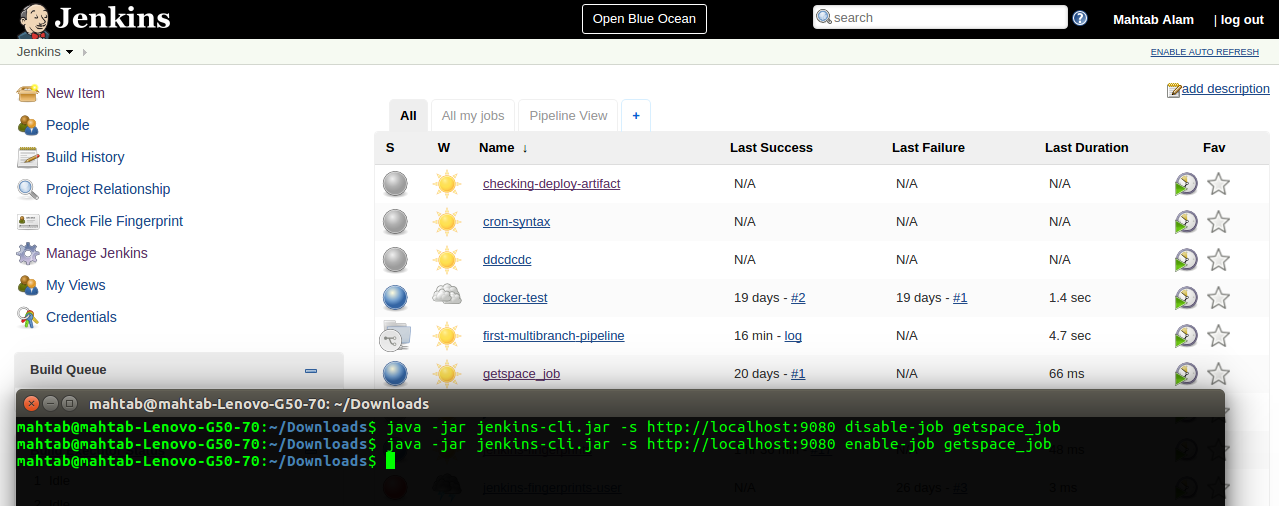 Jenkins Open Blue Ocean search Mahtab Alam | log out
Jenkins ENABLE AUTO REFRESH
add description
New Item
People
Build History
Project Relationship
Check File Fingerprint
Manage Jenkins
My Views
Credentials
Build Queue
All All my jobs Pipeline View +
S W Name ↓ Last Success Last Failure Last Duration Fav
checking-deploy-artifact N/A N/A N/A
cron-syntax N/A N/A N/A
ddcdcdc N/A N/A N/A
docker-test 19 days - #2 19 days - #1 1.4 sec
first-multibranch-pipeline 16 min - log N/A 4.7 sec
getspace_job 20 days - #1 N/A 66 ms
mahtab@mahtab-Lenovo-G50-70: ~/Downloads
mahtab@mahtab-Lenovo-G50-70:~/Downloads$ java -jar jenkins-cli.jar -s http://localhost:9080 disable-job getspace_job
mahtab@mahtab-Lenovo-G50-70:~/Downloads$ java -jar jenkins-cli.jar -s http://localhost:9080 enable-job getspace_job
mahtab@mahtab-Lenovo-G50-70:~/Downloads$
1 Idle
2 Idle
N/A 26 days - #3 3 ms